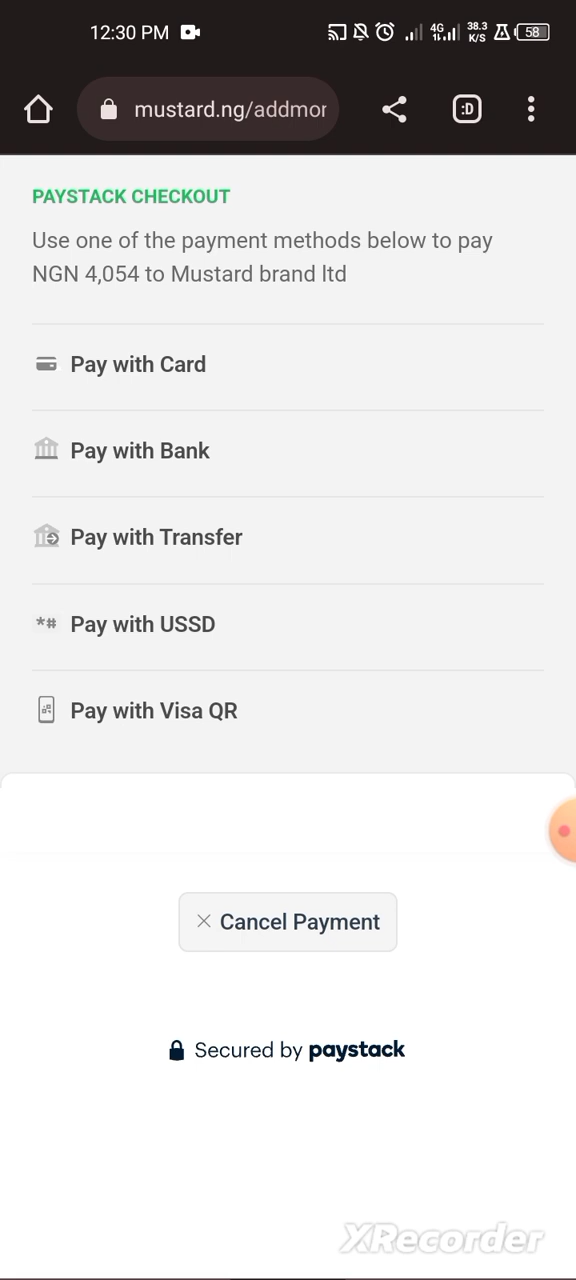 12:30 PM
4G
38.3
K/S
58
mustard.ng/addmor
:D
PAYSTACK CHECKOUT
Use one of the payment methods below to pay
NGN 4,054 to Mustard brand ltd
Pay with Card
Pay with Bank
Pay with Transfer
*# Pay with USSD
Pay with Visa QR
Cancel Payment
Secured by paystack
XRecorder